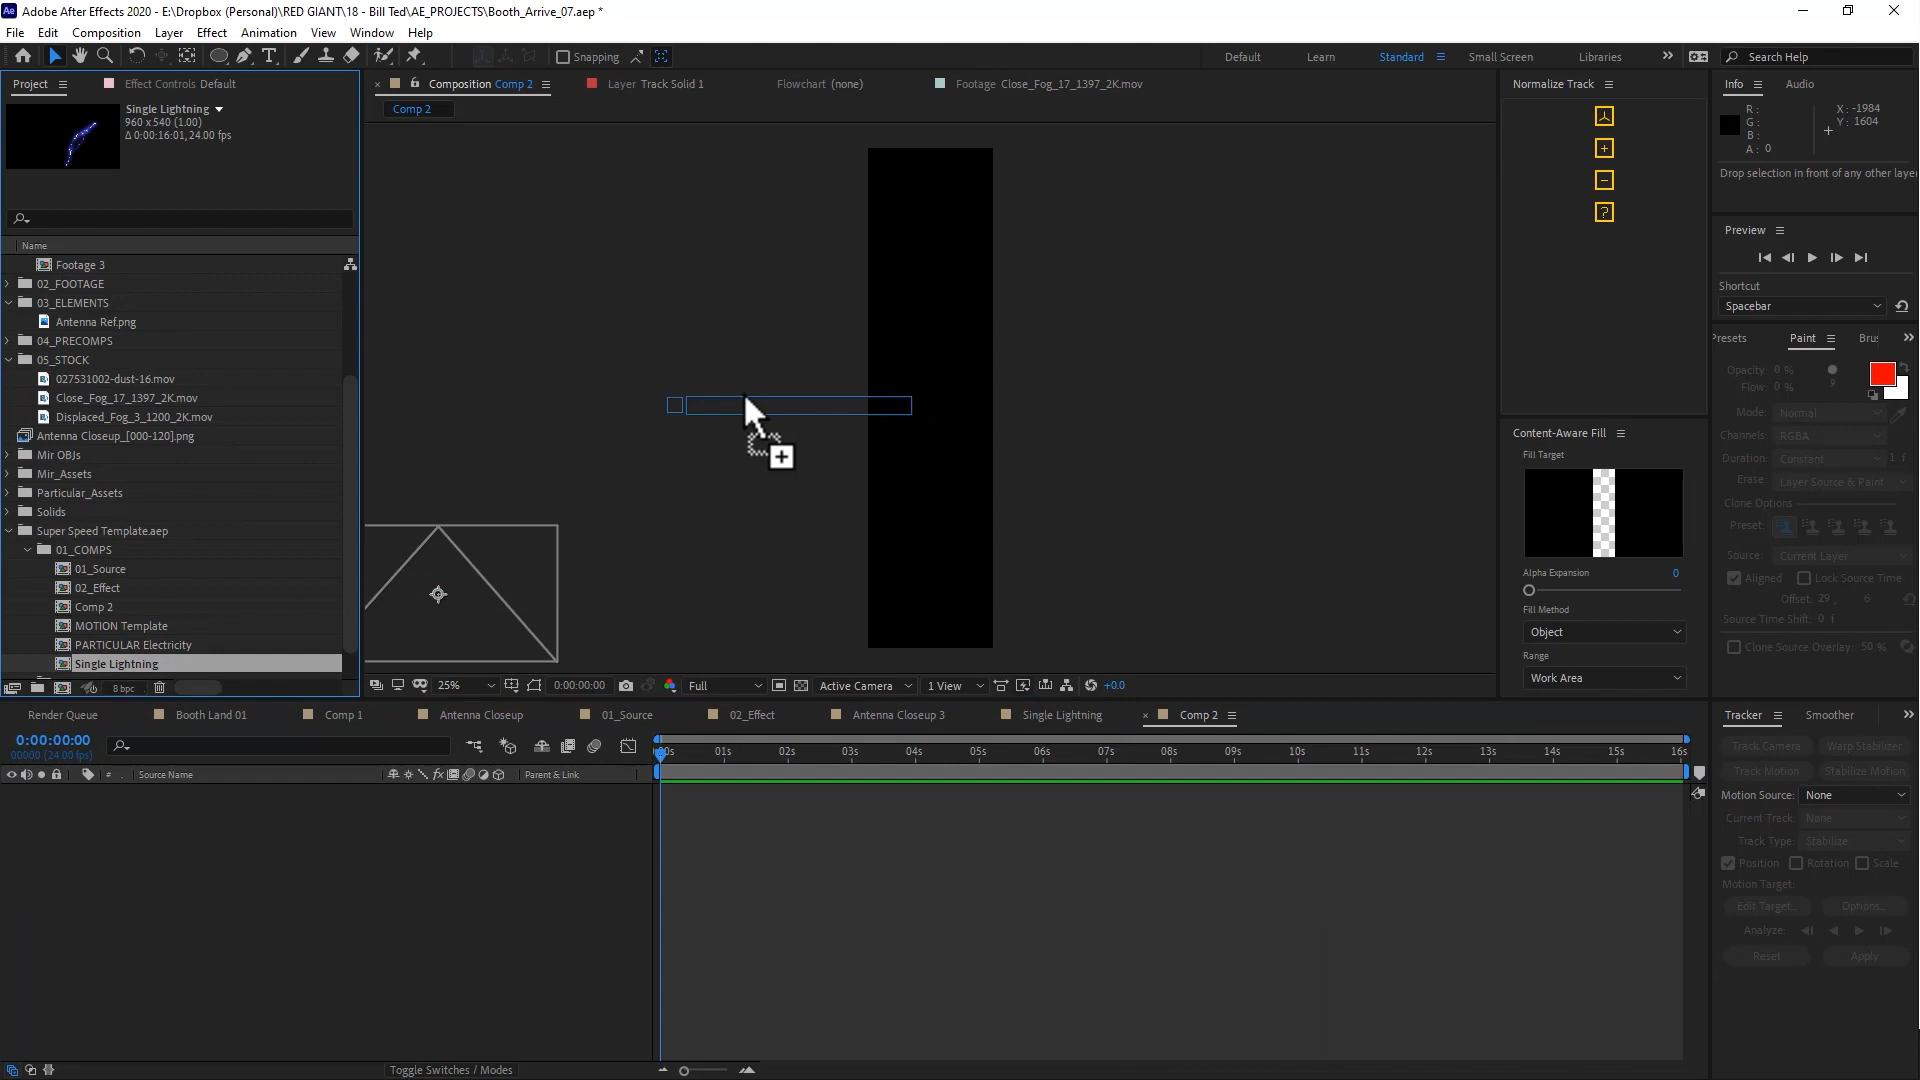 Adobe After Effects 2020 - E:\Dropbox (Personal)\RED GIANT\18 - Bill Ted\AE_PROJECTS\Booth_Arrive_07.aep *
File Edit Composition Layer Effect Animation View Window Help
Snapping
Default Learn Standard Small Screen Libraries Search Help
Project Effect Controls Default
Composition Comp 2 Layer Track Solid 1 Flowchart (none) Footage Close_Fog_17_1397_2K.mov
Comp 2
Single Lightning
960 x 540 (1.00)
Δ 0:00:16:01, 24.00 fps
Name
Footage 3
02_FOOTAGE
03_ELEMENTS
Antenna Ref.png
04_PRECOMPS
05_STOCK
027531002-dust-16.mov
Close_Fog_17_1397_2K.mov
Displaced_Fog_3_1200_2K.mov
Antenna Closeup_[000-120].png
Mir OBJs
Mir_Assets
Particular_Assets
Solids
Super Speed Template.aep
01_COMPS
01_Source
02_Effect
Comp 2
MOTION Template
PARTICULAR Electricity
Single Lightning
8 bpc
25% 0:00:00:00 Full Active Camera 1 View +0.0
Normalize Track
Content-Aware Fill
Fill Target
Alpha Expansion 0
Fill Method
Object
Range
Work Area
Info Audio
R: X: -1984
G: Y: 1604
B:
A: 0
Drop selection in front of any other laye
Preview
Shortcut
Spacebar
Presets Paint Bru
Opacity: 0 %
Flow: 0 % 9
Mode: Normal
Channels: RGBA
Duration: Constant 1 f
Erase: Layer Source & Paint
Clone Options
Preset:
Source: Current Layer
Aligned Lock Source Time
Offset: 29, 6
Source Time Shift: 0 f
Clone Source Overlay: 50 %
Render Queue Booth Land 01 Comp 1 Antenna Closeup 01_Source 02_Effect Antenna Closeup 3 Single Lightning Comp 2
0:00:00:00
00000 (24.00 fps)
# Source Name Parent & Link
00s 01s 02s 03s 04s 05s 06s 07s 08s 09s 10s 11s 12s 13s 14s 15s 16s
Tracker Smoother
Track Camera Warp Stabilizer
Track Motion Stabilize Motion
Motion Source: None
Current Track: None
Track Type: Stabilize
Position Rotation Scale
Motion Target:
Edit Target... Options...
Analyze:
Reset Apply
Toggle Switches / Modes